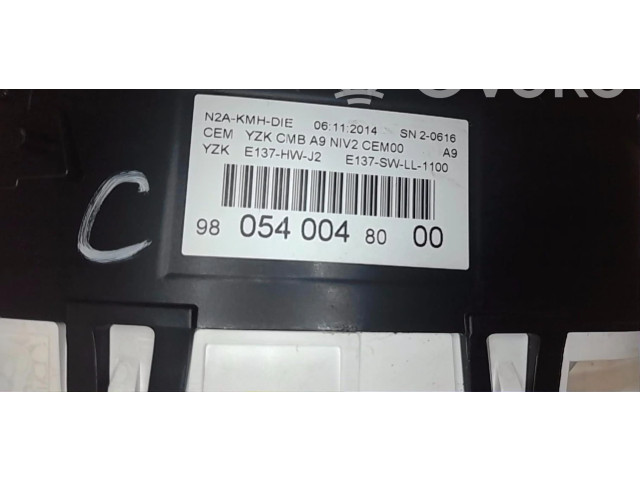 N2A-KMH-DIE 06.11.2014 SN 2-0616
CEM YZK CMB A9 NIV2 CEM00 A9
YZK E137-HW-J2 E137-SW-LL-1100
98 054 004 80 00
C